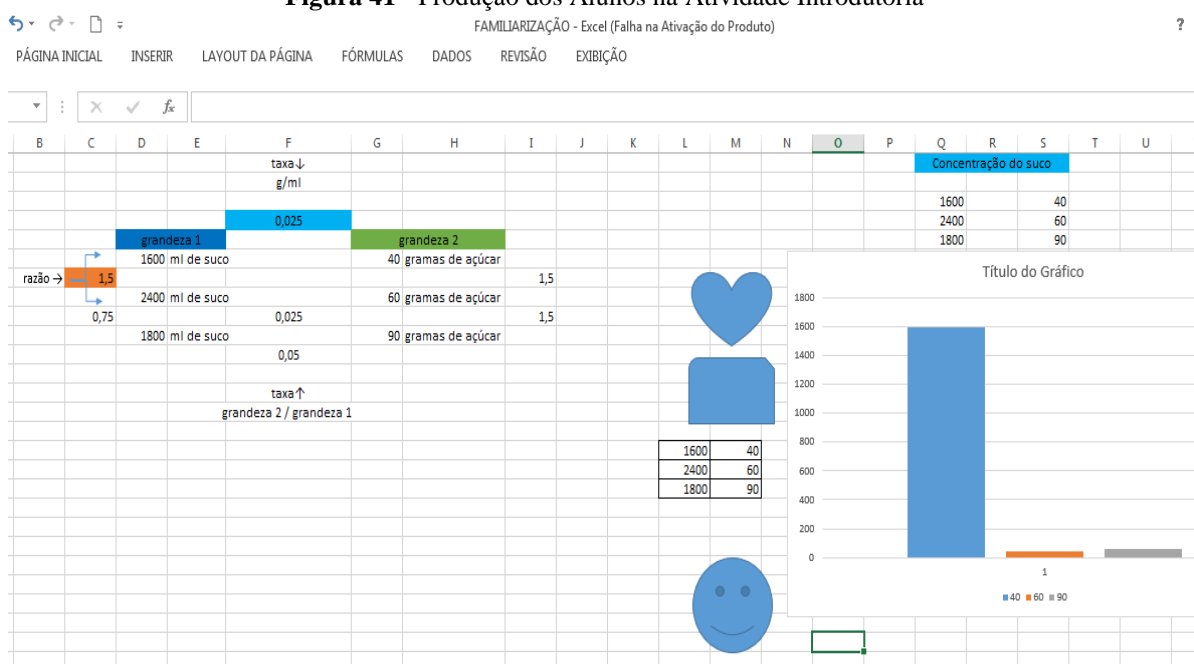 Figura 41 - Produção dos Alunos na Atividade Introdutória
FAMILIARIZAÇÃO - Excel (Falha na Ativação do Produto) ?
PÁGINA INICIAL INSERIR LAYOUT DA PÁGINA FÓRMULAS DADOS REVISÃO EXIBIÇÃO
fx
B C D E F G H I J K L M N O P Q R S T U
taxa↓ Concentração do suco
g/ml
1600 40
0,025 2400 60
grandeza 1 grandeza 2 1800 90
1600 ml de suco 40 gramas de açúcar
razão → 1,5 1,5
2400 ml de suco 60 gramas de açúcar
0,75 0,025 1,5
1800 ml de suco 90 gramas de açúcar
0,05
taxa↑
grandeza 2 / grandeza 1
1600 40
2400 60
1800 90
Título do Gráfico
1800
1600
1400
1200
1000
800
600
400
200
0
1
40 60 90